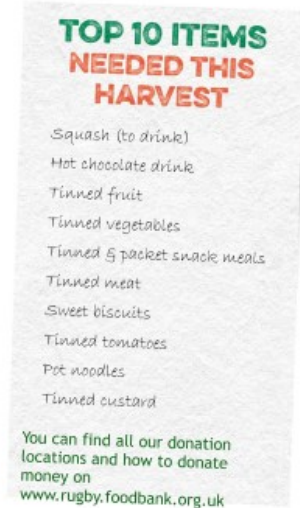 TOP 10 ITEMS
NEEDED THIS
HARVEST
Squash (to drink)
Hot chocolate drink
Tinned fruit
Tinned vegetables
Tinned & packet snack meals
Tinned meat
Sweet biscuits
Tinned tomatoes
Pot noodles
Tinned custard
You can find all our donation
locations and how to donate
money on
www.rugby.foodbank.org.uk